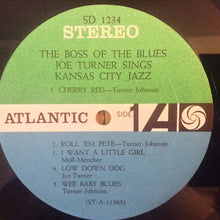 SD 1234
STEREO
THE BOSS OF THE BLUES
JOE TURNER SINGS
KANSAS CITY JAZZ
1. CHERRY RED—Turner-Johnson
ATLANTIC 1 SIDE A
2. ROLL 'EM PETE—Turner-Johnson
3. I WANT A LITTLE GIRL
Moll-Mencher
4. LOW DOWN DOG
Joe Turner
5. WEE BABY BLUES
Turner-Johnson
(ST-A-11363)